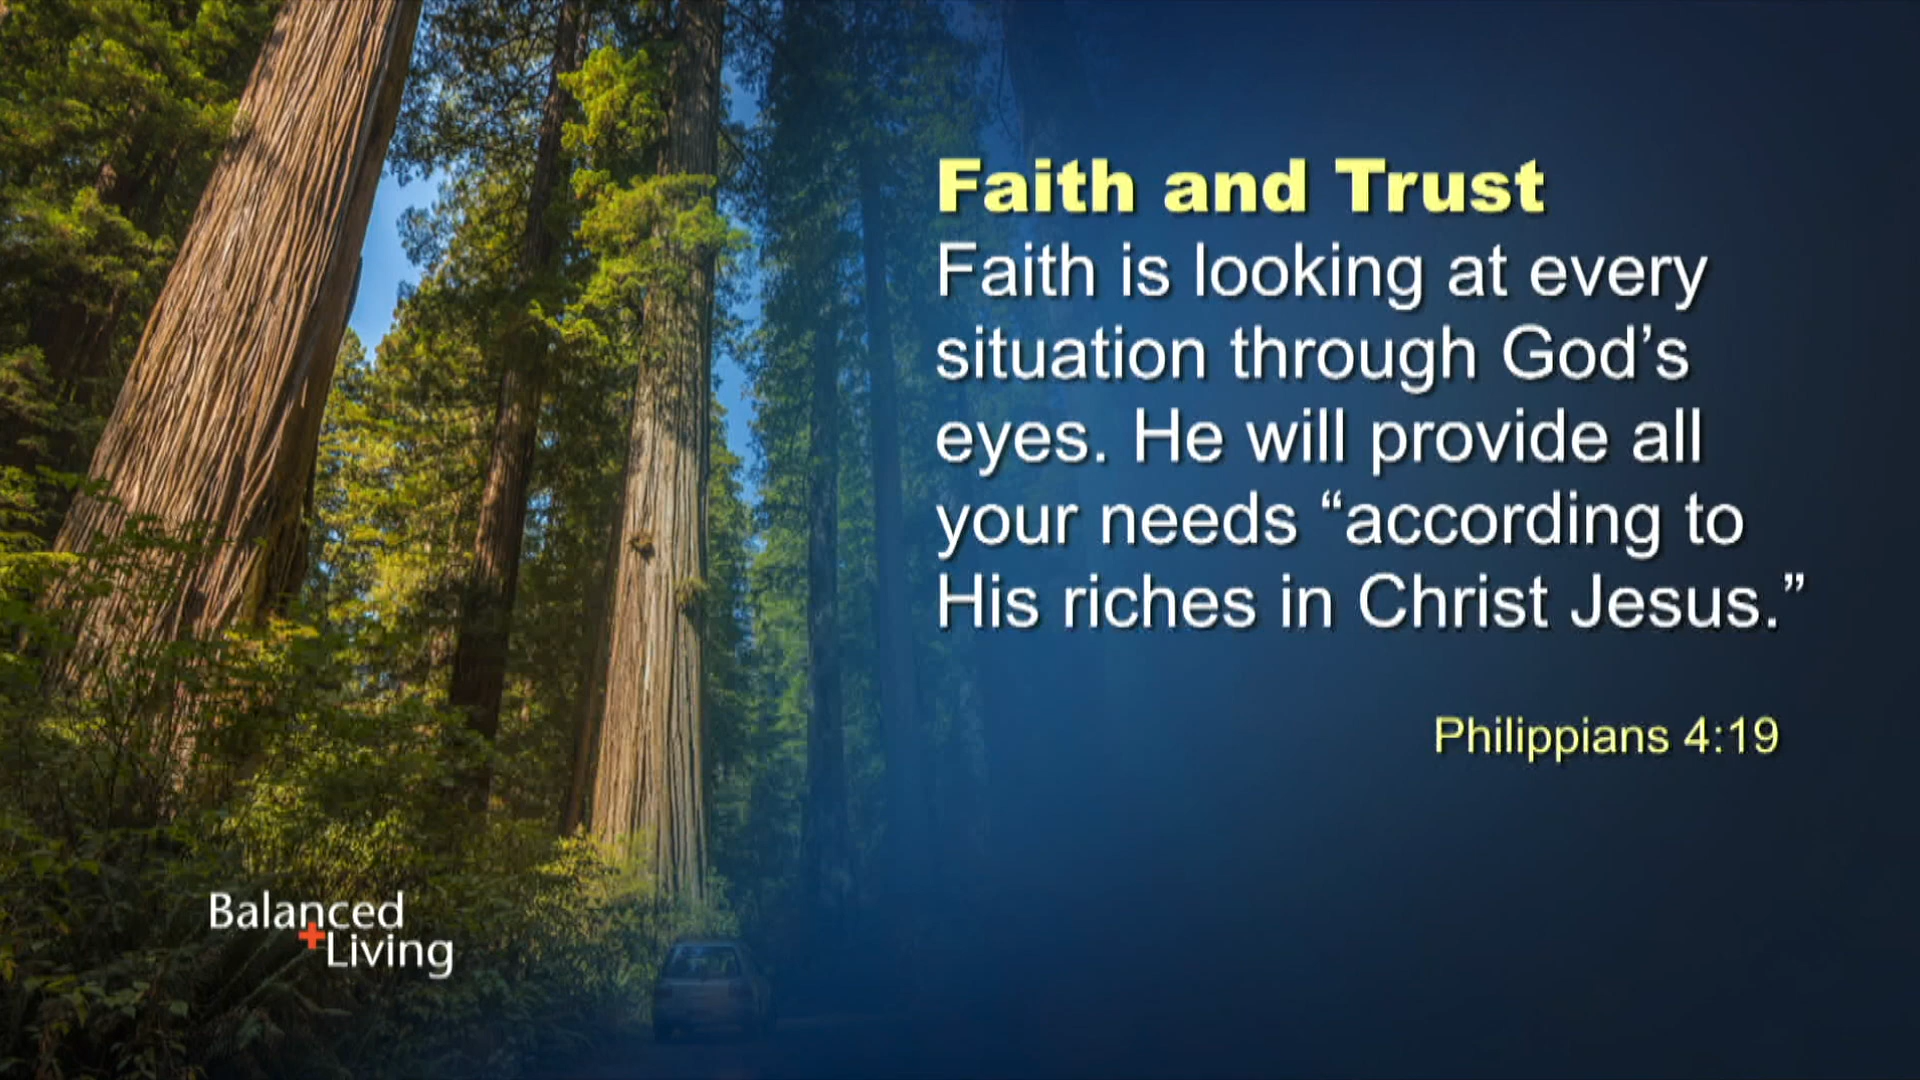 Faith and Trust
Faith is looking at every
situation through God’s
eyes. He will provide all
your needs “according to
His riches in Christ Jesus.”
Philippians 4:19
Balanced
Living